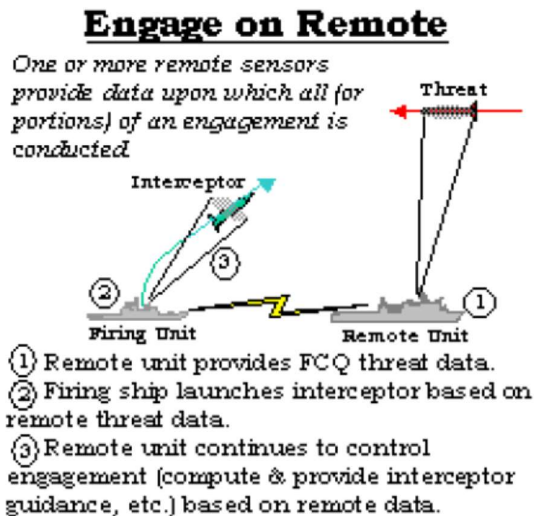 Engage on Remote
One or more remote sensors
provide data upon which all (or
portions) of an engagement is
conducted.
Threat
Interceptor
3
2
1
Firing Unit
Remote Unit
1 Remote unit provides FCQ threat data.
2 Firing ship launches interceptor based on
remote threat data.
3 Remote unit continues to control
engagement (compute & provide interceptor
guidance, etc.) based on remote data.